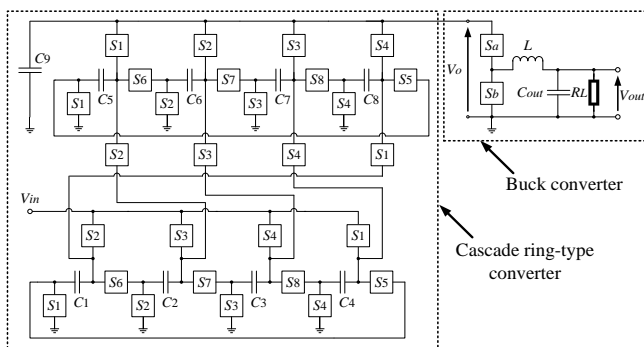 S1 S2 S3 S4
C9
Sa
L
Vo
S6 S7 S8 S5
C5 C6 C7 C8
S1 S2 S3 S4
Sb
Cout RL Vout
S2 S3 S4 S1
Buck converter
Vin
S2 S3 S4 S1
Cascade ring-type
converter
C1 S6 C2 S7 C3 S8 C4 S5
S1 S2 S3 S4